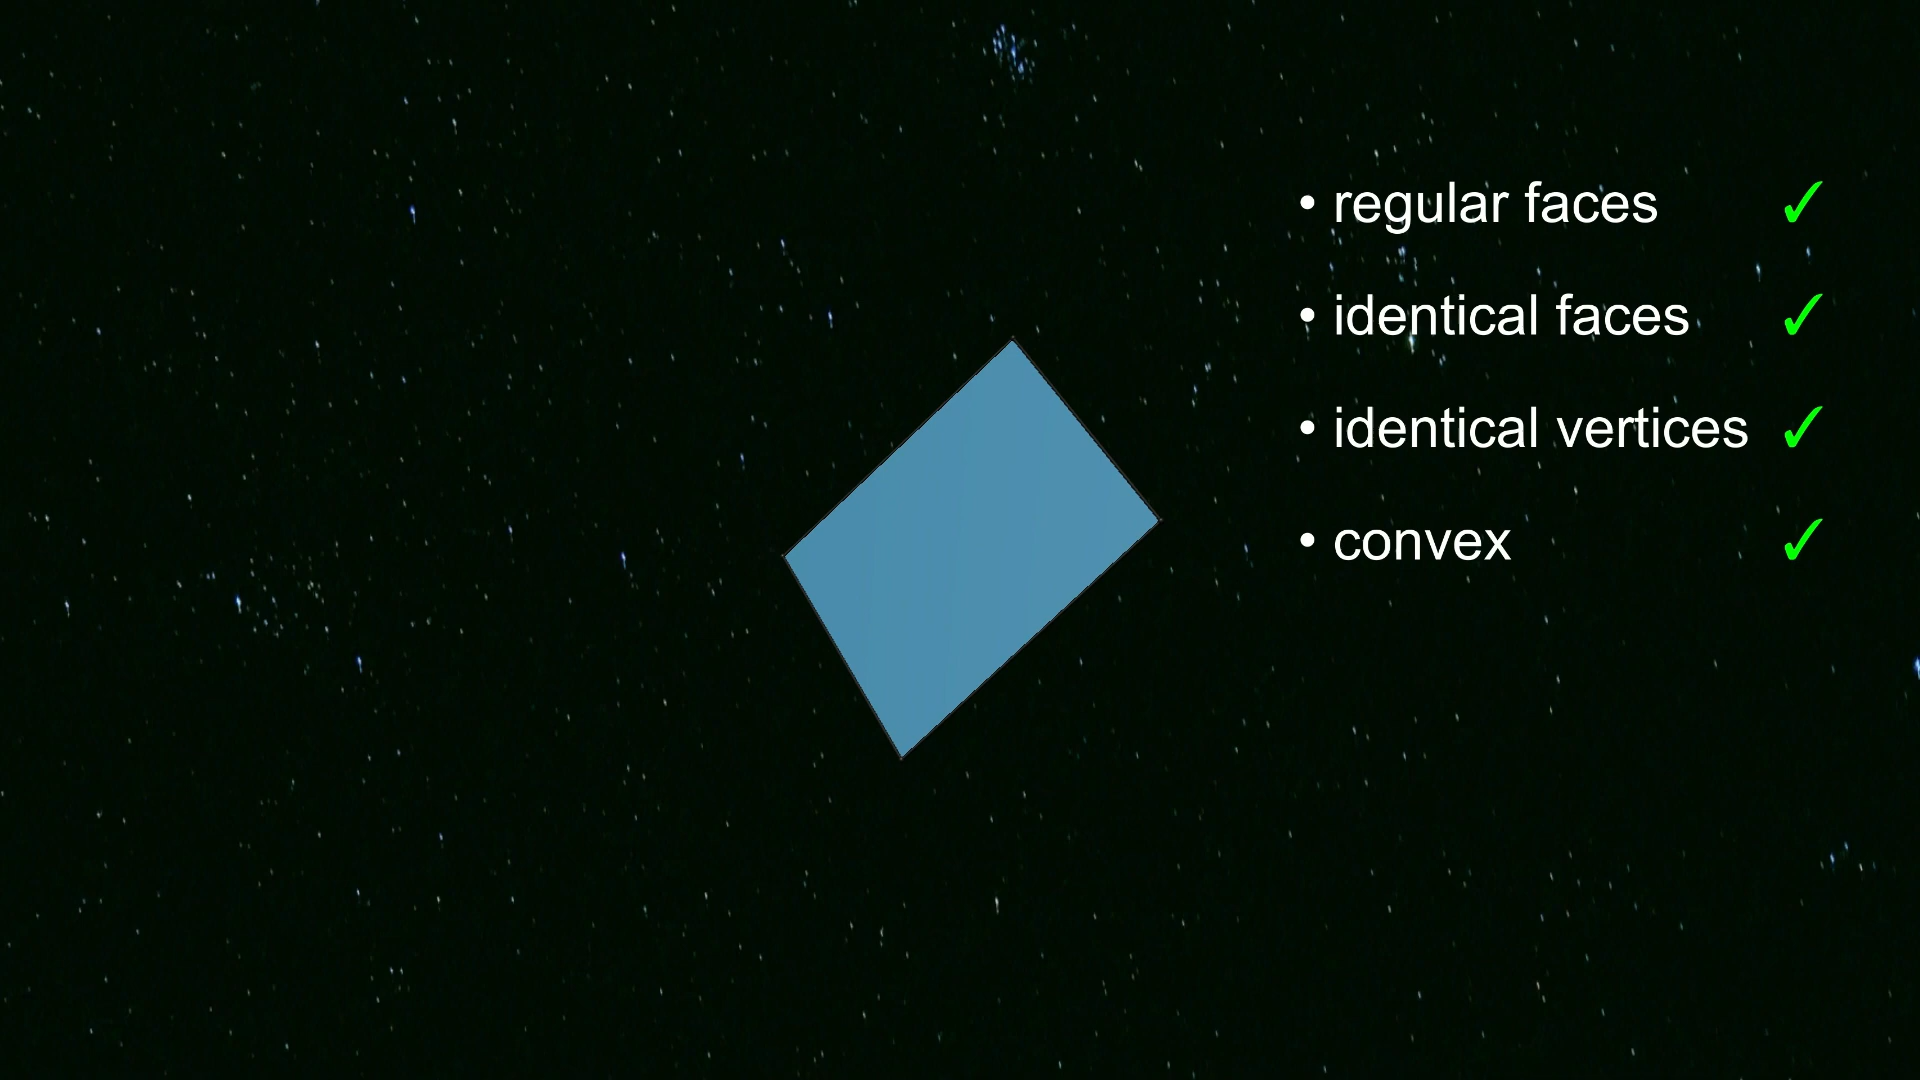 • regular faces ✓
• identical faces ✓
• identical vertices ✓
• convex ✓